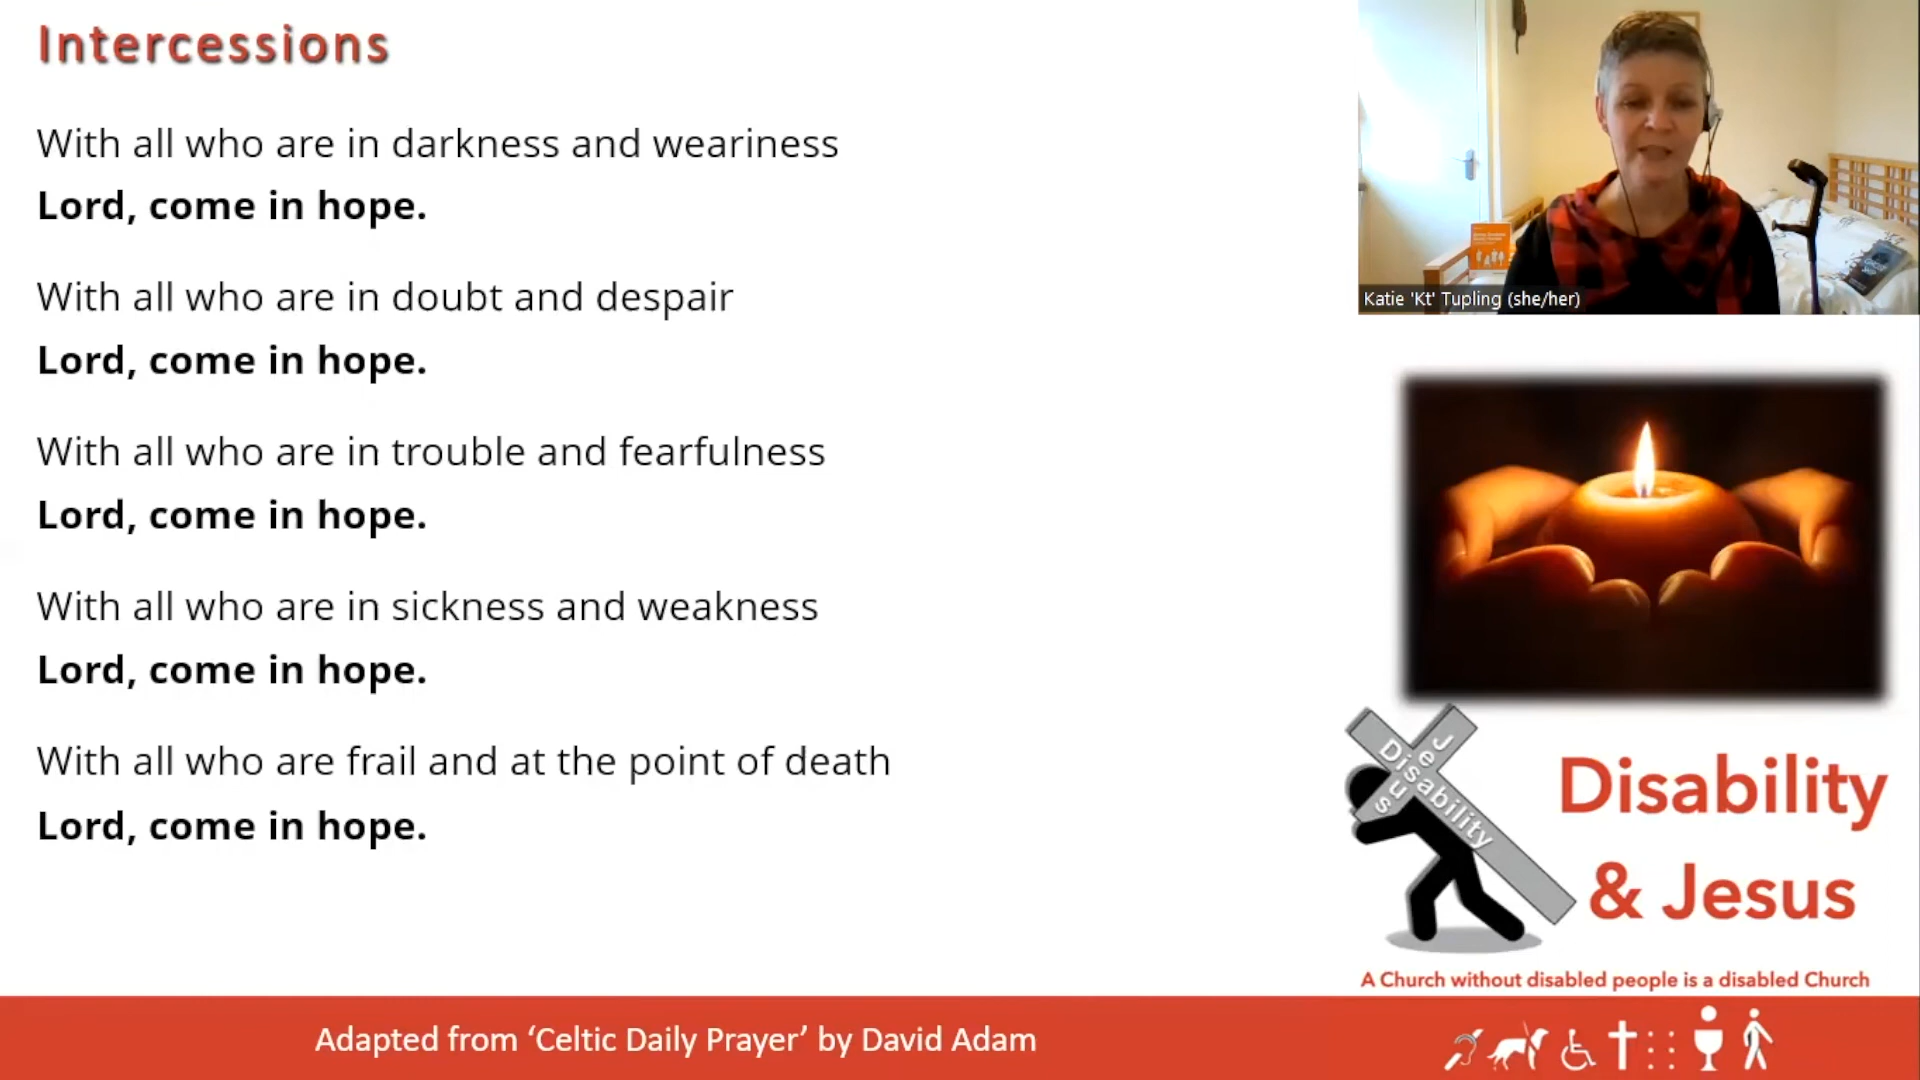 Intercessions
With all who are in darkness and weariness
Lord, come in hope.
With all who are in doubt and despair
Lord, come in hope.
With all who are in trouble and fearfulness
Lord, come in hope.
With all who are in sickness and weakness
Lord, come in hope.
With all who are frail and at the point of death
Lord, come in hope.
Katie 'Kt' Tupling (she/her)
Jesus
Disability
Disability
& Jesus
A Church without disabled people is a disabled Church
Adapted from ‘Celtic Daily Prayer’ by David Adam